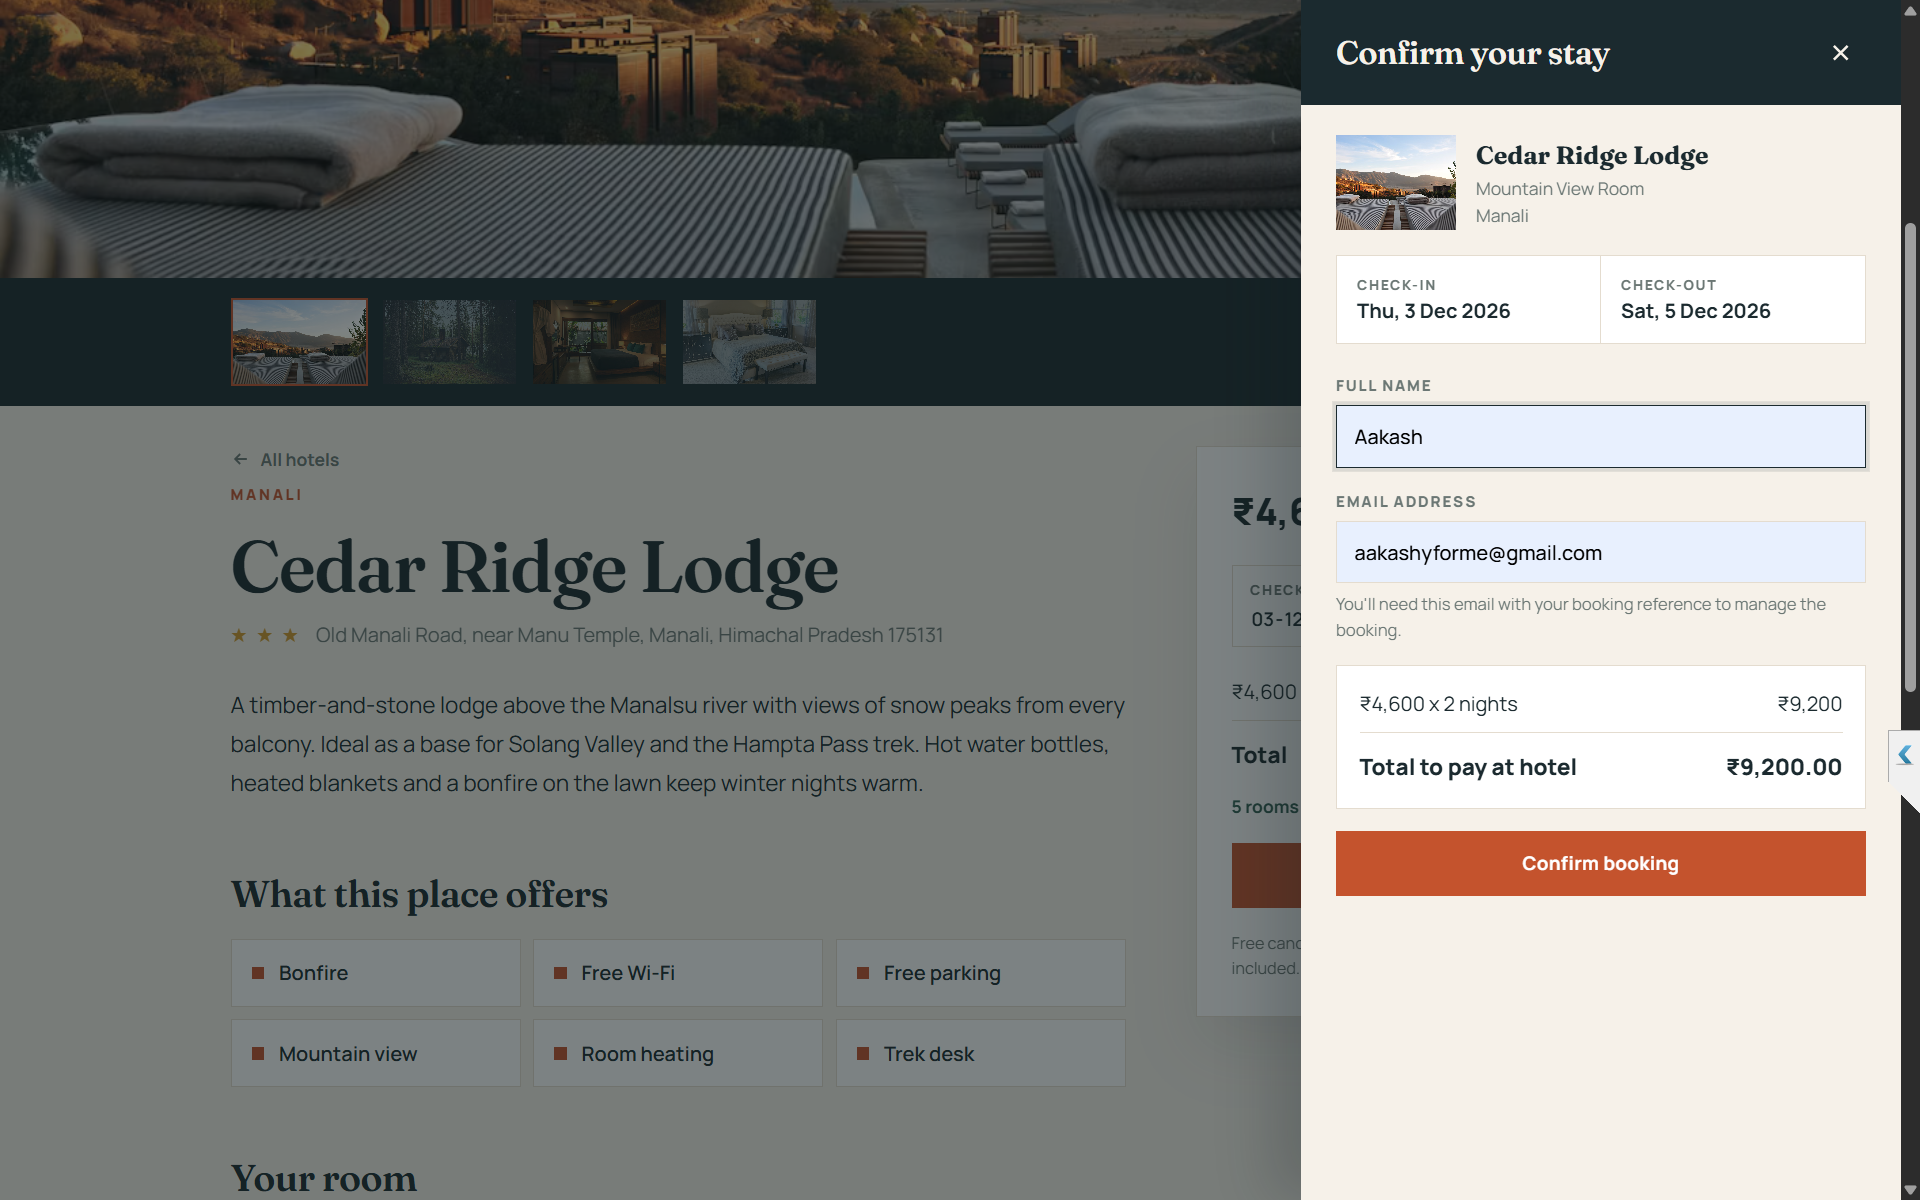 ← All hotels
MANALI
Cedar Ridge Lodge
★ ★ ★ Old Manali Road, near Manu Temple, Manali, Himachal Pradesh 175131
A timber-and-stone lodge above the Manalsu river with views of snow peaks from every
balcony. Ideal as a base for Solang Valley and the Hampta Pass trek. Hot water bottles,
heated blankets and a bonfire on the lawn keep winter nights warm.
What this place offers
Bonfire
Free Wi-Fi
Free parking
Mountain view
Room heating
Trek desk
Your room
₹4,6
CHECK
03-12
₹4,600
Total
5 rooms
Free canc
included.
Confirm your stay
Cedar Ridge Lodge
Mountain View Room
Manali
CHECK-IN
Thu, 3 Dec 2026
CHECK-OUT
Sat, 5 Dec 2026
FULL NAME
Aakash
EMAIL ADDRESS
aakashyforme@gmail.com
You'll need this email with your booking reference to manage the
booking.
₹4,600 x 2 nights ₹9,200
Total to pay at hotel ₹9,200.00
Confirm booking